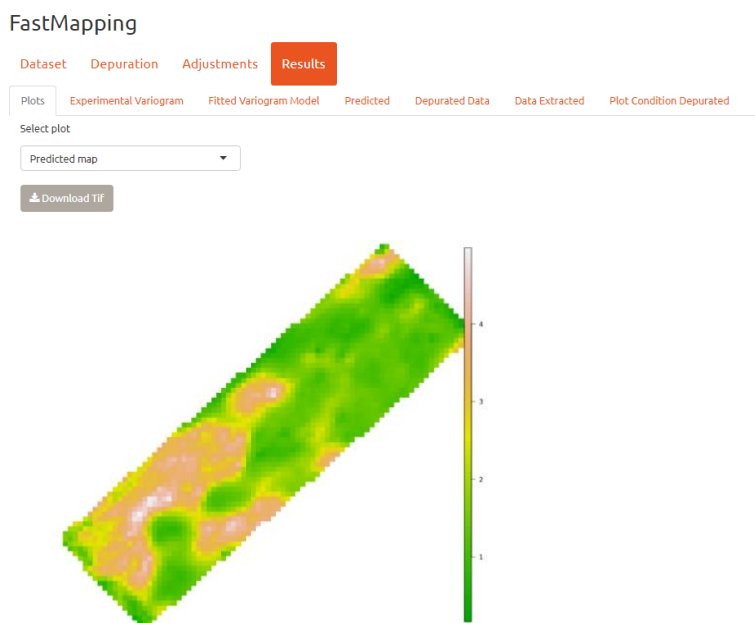 FastMapping
Dataset Depuration Adjustments Results
Plots Experimental Variogram Fitted Variogram Model Predicted Depurated Data Data Extracted Plot Condition Depurated
Select plot
Predicted map
Download Tif
4
3
2
1